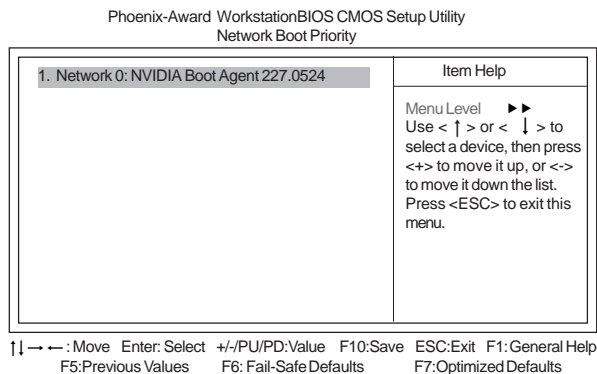 Phoenix-Award WorkstationBIOS CMOS Setup Utility
Network Boot Priority
1. Network 0: NVIDIA Boot Agent 227.0524
Item Help
Menu Level ►►
Use < ↑ > or < ↓ > to
select a device, then press
<+> to move it up, or <->
to move it down the list.
Press <ESC> to exit this
menu.
↑↓→←: Move Enter: Select +/-/PU/PD:Value F10:Save ESC:Exit F1: General Help
F5:Previous Values F6: Fail-Safe Defaults F7:Optimized Defaults